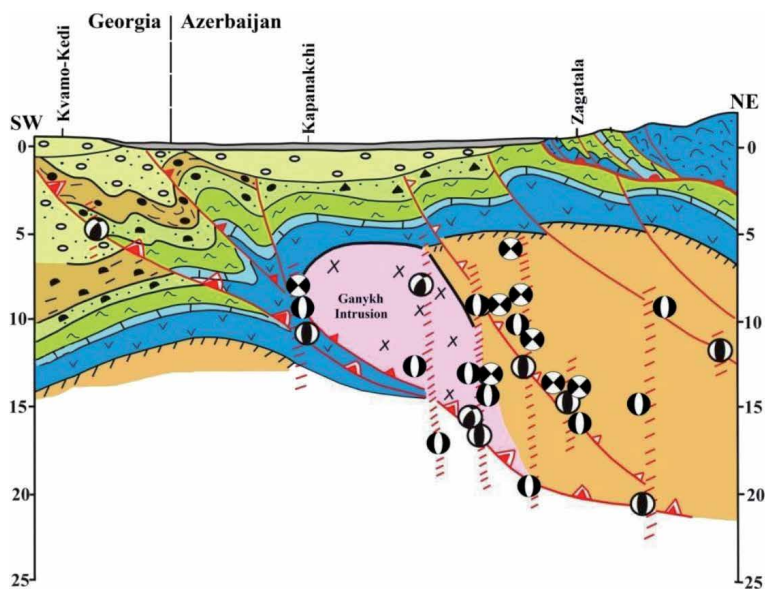 Georgia
Azerbaijan
Kvamo-Kedi
Kapanakchi
Zagatala
SW
NE
0
5
10
15
20
25
0
5
10
15
20
25
Ganykh
Intrusion